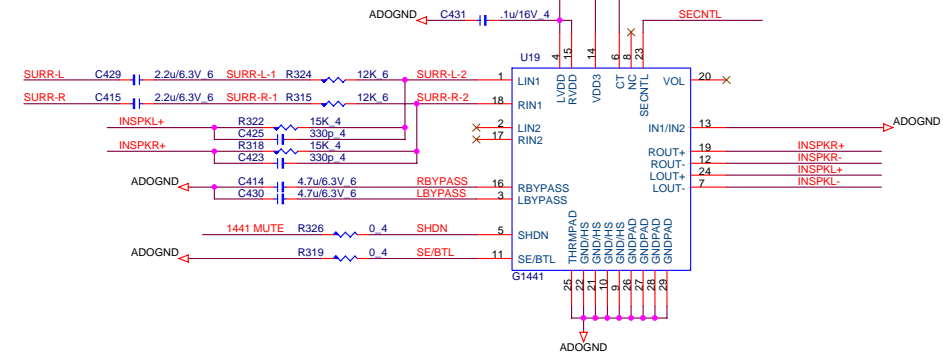 ADOGND C431 .1u/16V_4 SECNTL
U19
4 15 14 6 8 23
SURR-L C429 2.2u/6.3V_6 SURR-L-1 R324 12K_6 SURR-L-2 1 LIN1 LVDD RVDD VDD3 CT NC SECNTL VOL 20
SURR-R C415 2.2u/6.3V_6 SURR-R-1 R315 12K_6 SURR-R-2 18 RIN1
INSPKL+ R322 15K_4 2 LIN2 IN1/IN2 13 ADOGND
C425 330p_4 17 RIN2
INSPKR+ R318 15K_4 ROUT+ 19 INSPKR+
C423 330p_4 ROUT- 12 INSPKR-
LOUT+ 24 INSPKL+
ADOGND C414 4.7u/6.3V_6 RBYPASS 16 RBYPASS LOUT- 7 INSPKL-
C430 4.7u/6.3V_6 LBYPASS 3 LBYPASS
1441 MUTE R326 0_4 SHDN 5 SHDN
ADOGND R319 0_4 SE/BTL 11 SE/BTL
THRMPAD GND/HS GND/HS GND/HS GND/HS GNDPAD GNDPAD GNDPAD GNDPAD
G1441
25 22 21 10 9 26 27 28 29
ADOGND